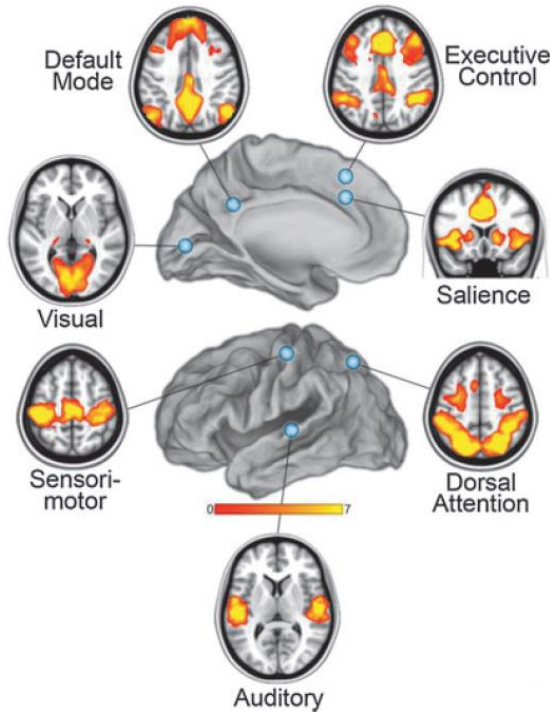 Default
Mode
Executive
Control
Visual
Salience
Sensori-
motor
Dorsal
Attention
0
7
Auditory